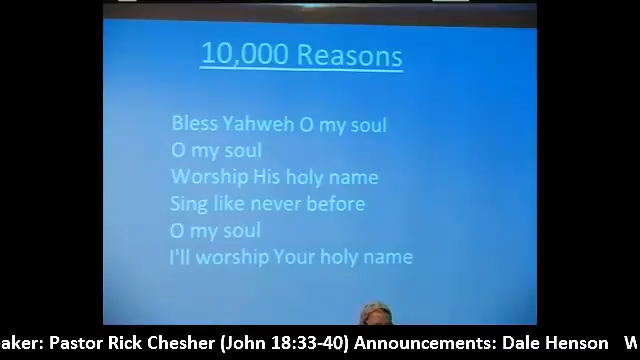 10,000 Reasons
Bless Yahweh O my soul
O my soul
Worship His holy name
Sing like never before
O my soul
I'll worship Your holy name
Pastor Rick Chesher (John 18:33-40) Announcements: Dale Henson